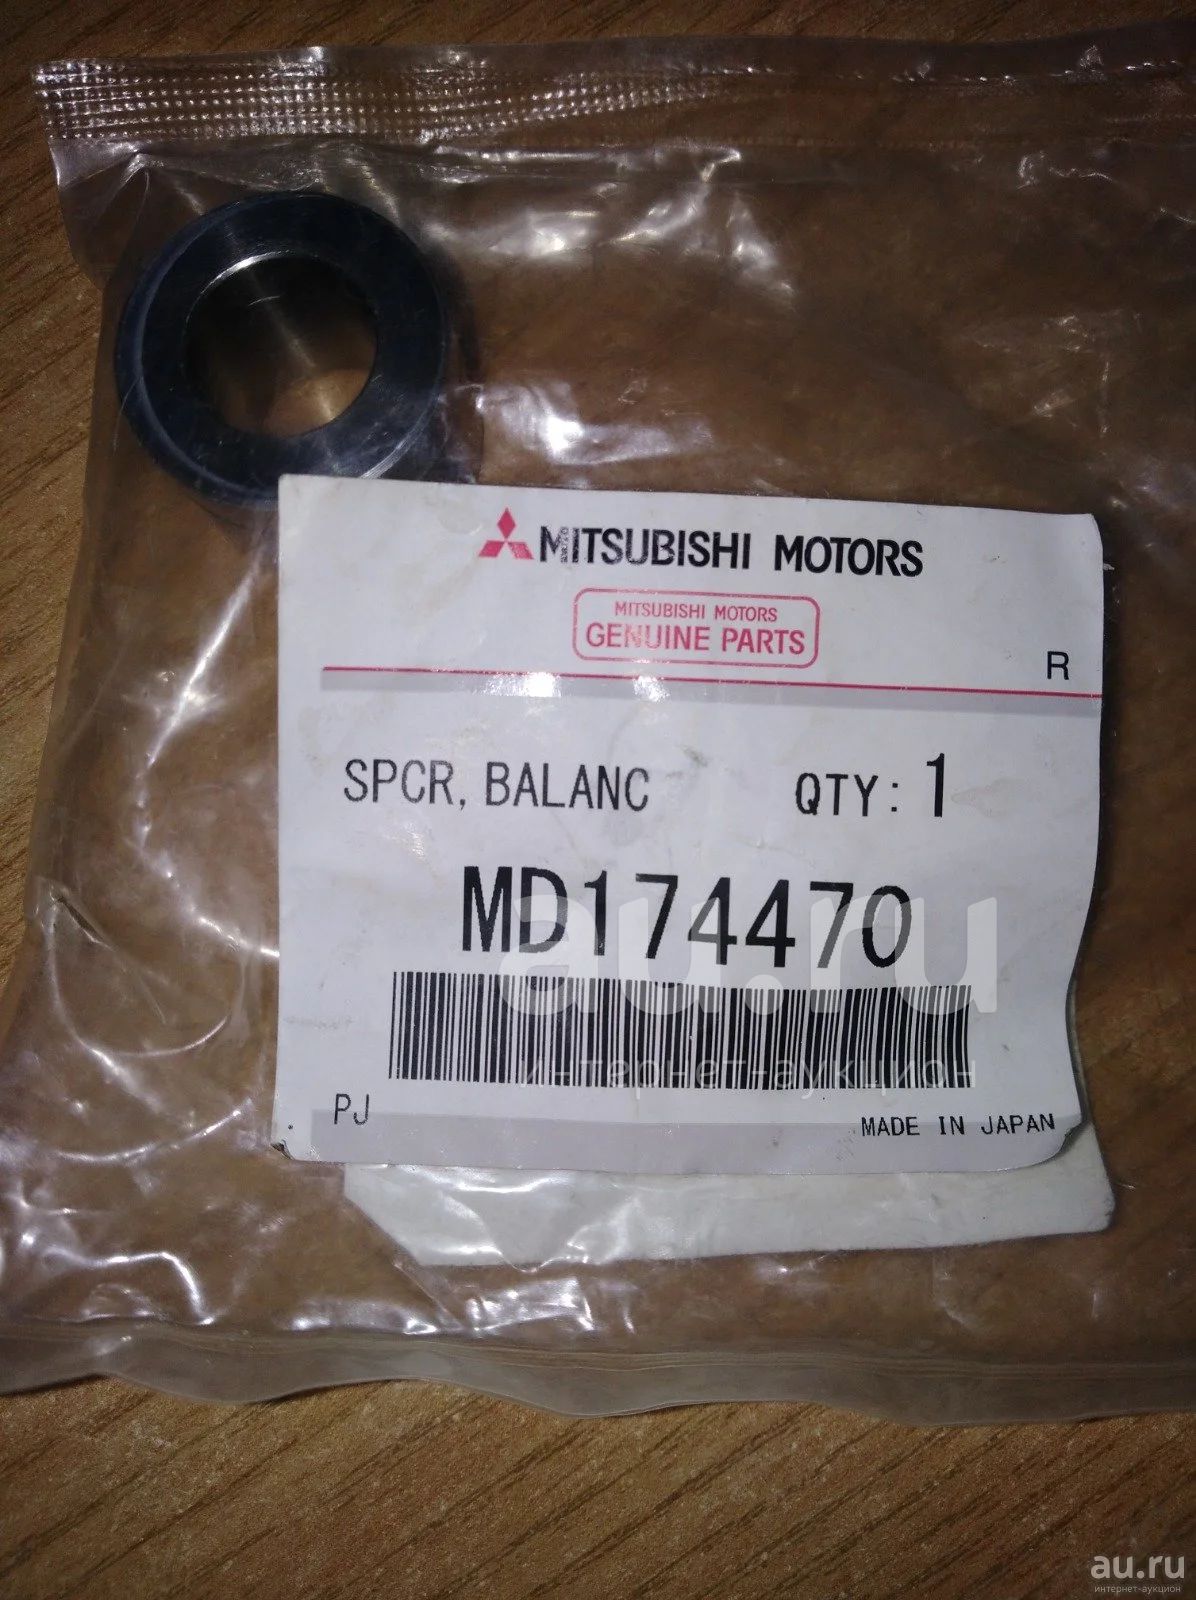 MITSUBISHI MOTORS
MITSUBISHI MOTORS
GENUINE PARTS
R
SPCR, BALANC QTY: 1
MD174470
au.ru
интернет-аукцион
PJ MADE IN JAPAN
au.ru
интернет-аукцион